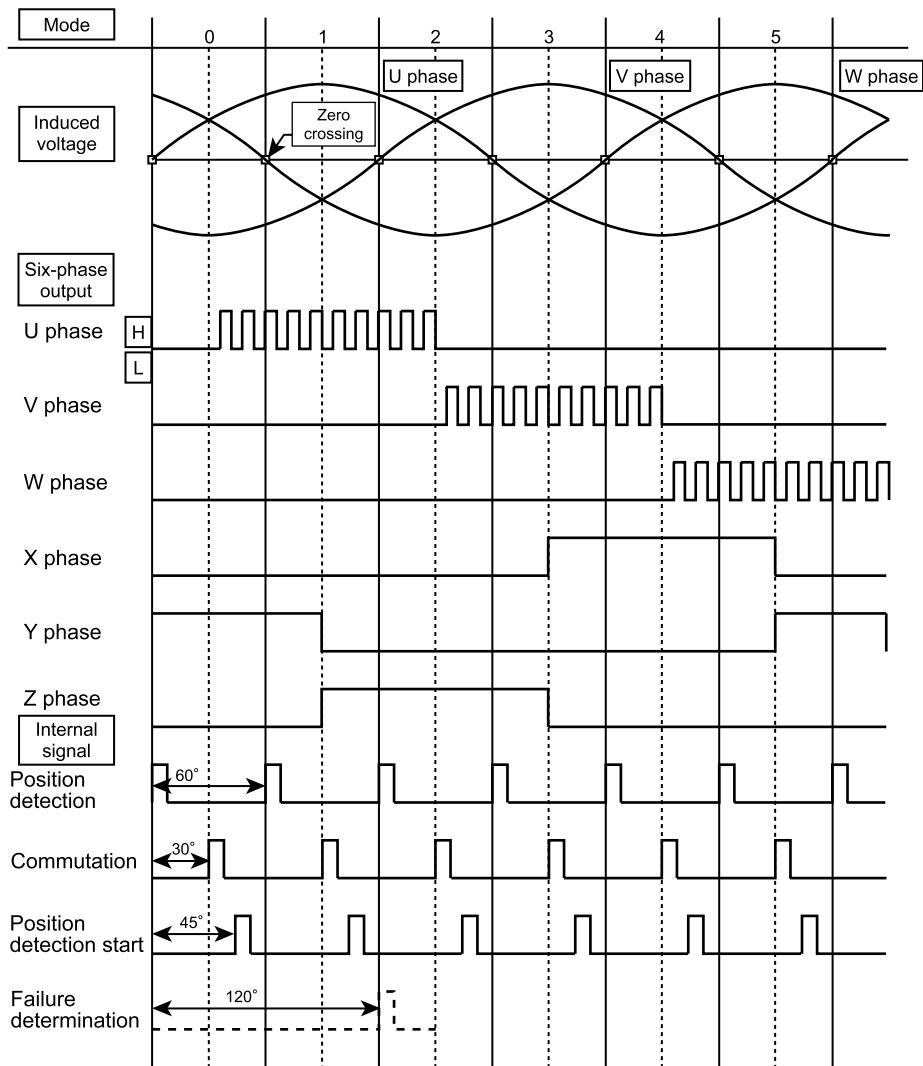 Mode
0 1 2 3 4 5
U phase
V phase
W phase
Induced
voltage
Zero
crossing
Six-phase
output
U phase
H
L
V phase
W phase
X phase
Y phase
Z phase
Internal
signal
Position
detection
60°
Commutation
30°
Position
detection start
45°
Failure
determination
120°